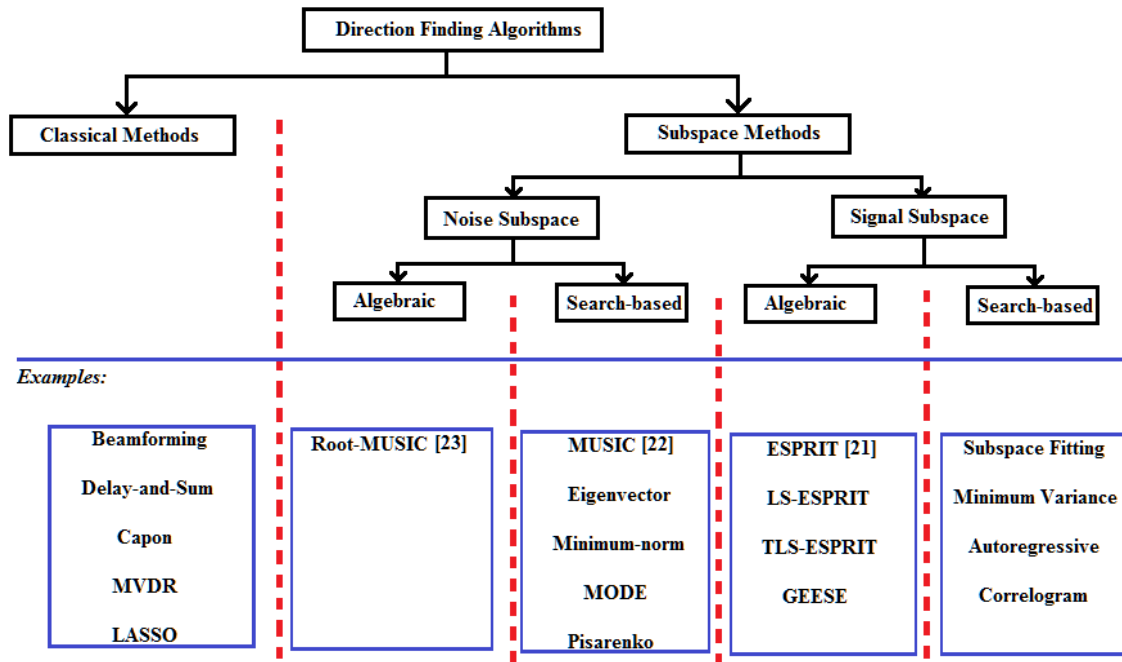 Direction Finding Algorithms
Classical Methods
Subspace Methods
Noise Subspace
Signal Subspace
Algebraic
Search-based
Algebraic
Search-based
Examples:
Beamforming
Delay-and-Sum
Capon
MVDR
LASSO
Root-MUSIC [23]
MUSIC [22]
Eigenvector
Minimum-norm
MODE
Pisarenko
ESPRIT [21]
LS-ESPRIT
TLS-ESPRIT
GEESE
Subspace Fitting
Minimum Variance
Autoregressive
Correlogram